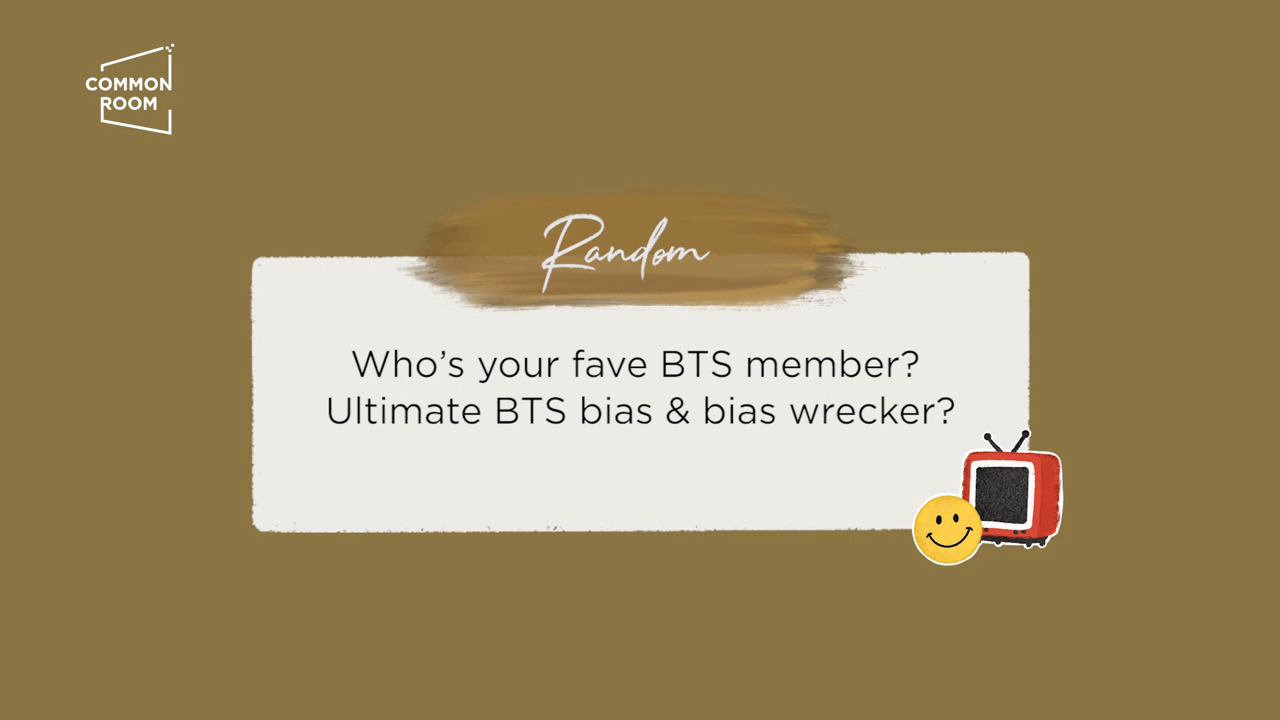 COMMON
ROOM
Random
Who's your fave BTS member?
Ultimate BTS bias & bias wrecker?